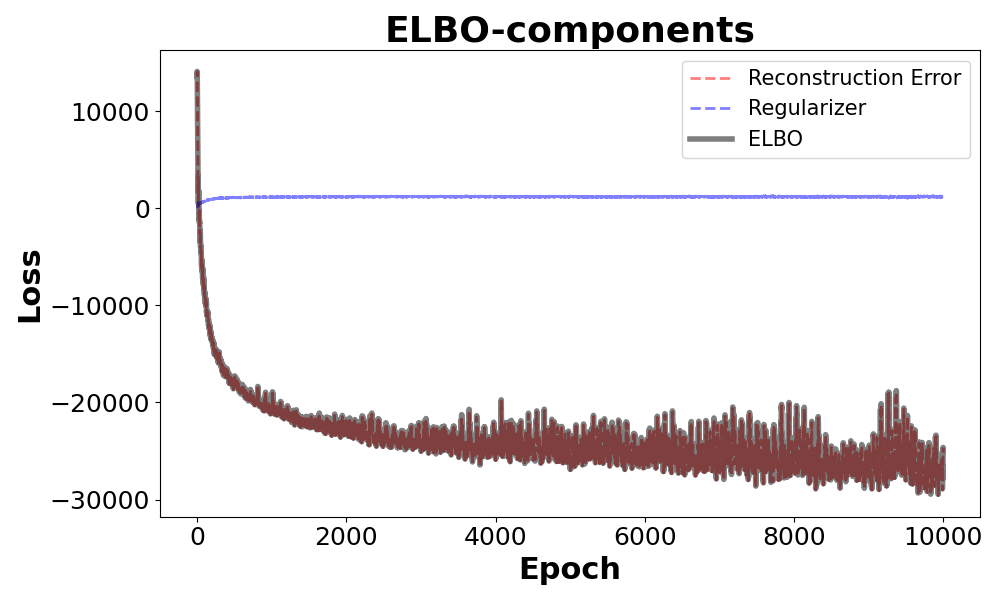 ELBO-components
Reconstruction Error
Regularizer
ELBO
10000
0
−10000
−20000
−30000
Loss
0 2000 4000 6000 8000 10000
Epoch